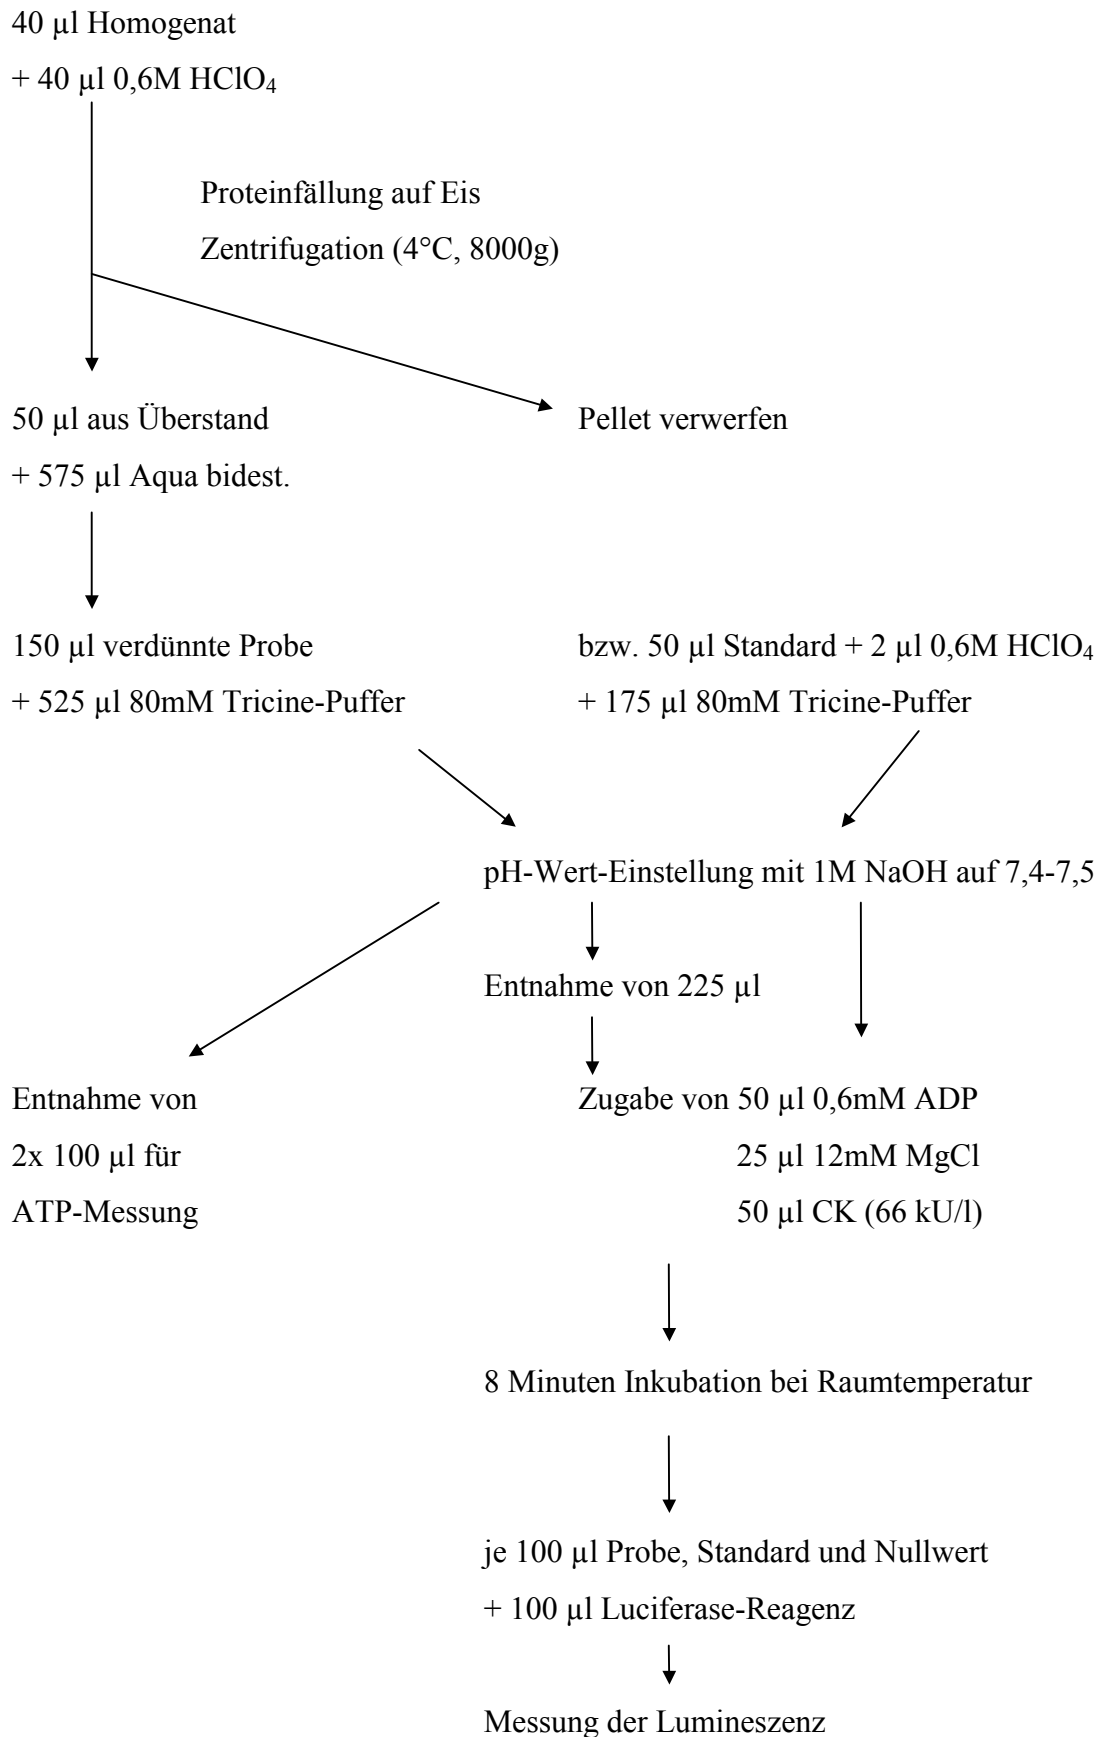 40 µl Homogenat
+ 40 µl 0,6M HClO₄
Proteinfällung auf Eis
Zentrifugation (4°C, 8000g)
50 µl aus Überstand
+ 575 µl Aqua bidest.
Pellet verwerfen
150 µl verdünnte Probe
+ 525 µl 80mM Tricine-Puffer
bzw. 50 µl Standard + 2 µl 0,6M HClO₄
+ 175 µl 80mM Tricine-Puffer
pH-Wert-Einstellung mit 1M NaOH auf 7,4-7,5
Entnahme von 225 µl
Entnahme von
2x 100 µl für
ATP-Messung
Zugabe von 50 µl 0,6mM ADP
25 µl 12mM MgCl
50 µl CK (66 kU/l)
8 Minuten Inkubation bei Raumtemperatur
je 100 µl Probe, Standard und Nullwert
+ 100 µl Luciferase-Reagenz
Messung der Lumineszenz